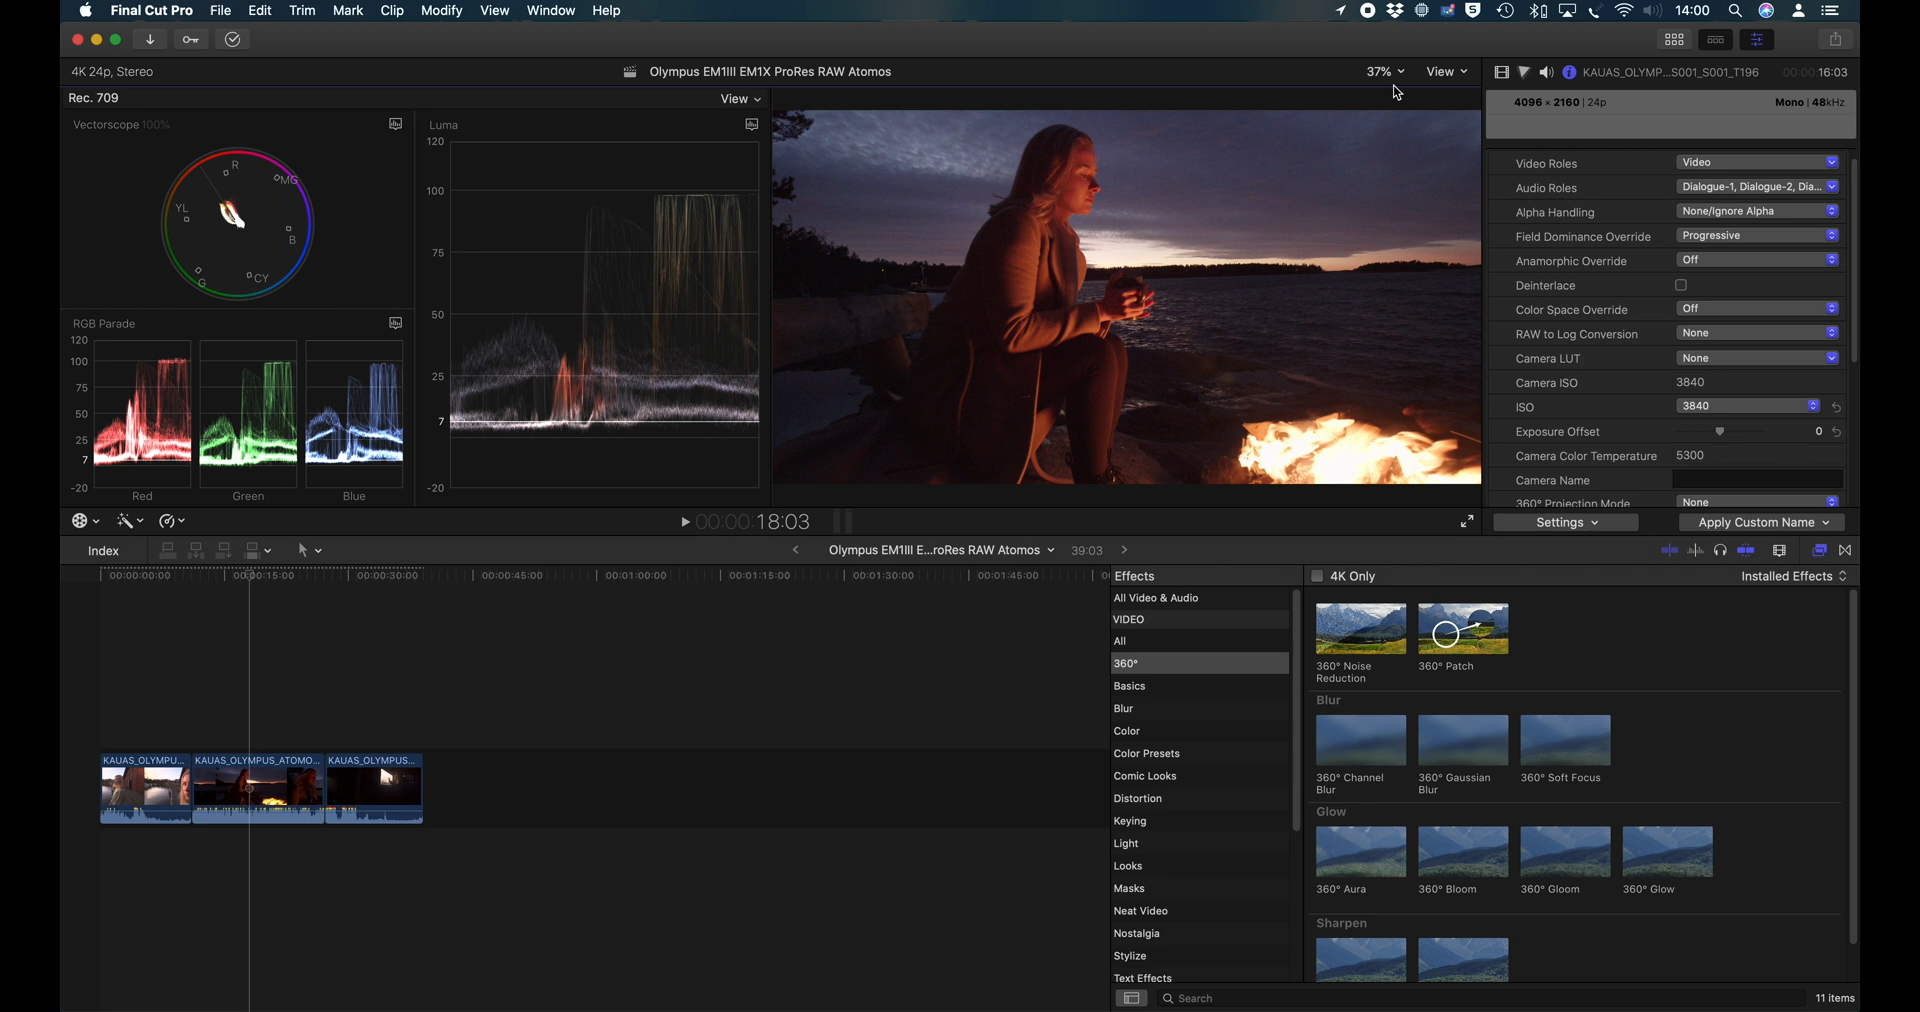 Final Cut Pro File Edit Trim Mark Clip Modify View Window Help 14:00
4K 24p, Stereo
Olympus EM1III EM1X ProRes RAW Atomos
37% View
KAUAS_OLYMP...S001_S001_T196 00:00:16:03
Rec. 709
View
4096 × 2160 | 24p
Mono | 48kHz
Vectorscope 100%
R
MG
B
CY
G
YL
Luma
120
100
75
50
25
7
-20
RGB Parade
120
100
75
50
25
7
-20
Red
Green
Blue
Video Roles Video
Audio Roles Dialogue-1, Dialogue-2, Dia...
Alpha Handling None/Ignore Alpha
Field Dominance Override Progressive
Anamorphic Override Off
Deinterlace
Color Space Override Off
RAW to Log Conversion None
Camera LUT None
Camera ISO 3840
ISO 3840
Exposure Offset 0
Camera Color Temperature 5300
Camera Name
360° Projection Mode None
00:00:18:03
Settings
Apply Custom Name
Index
Olympus EM1III E...roRes RAW Atomos 39:03
00:00:00:00 00:00:15:00 00:00:30:00 00:00:45:00 00:01:00:00 00:01:15:00 00:01:30:00 00:01:45:00
KAUAS_OLYMPU... KAUAS_OLYMPUS_ATOMO... KAUAS_OLYMPUS...
Effects
All Video & Audio
VIDEO
All
360°
Basics
Blur
Color
Color Presets
Comic Looks
Distortion
Keying
Light
Looks
Masks
Neat Video
Nostalgia
Stylize
Text Effects
4K Only
Installed Effects
360° Noise
Reduction
360° Patch
Blur
360° Channel
Blur
360° Gaussian
Blur
360° Soft Focus
Glow
360° Aura
360° Bloom
360° Gloom
360° Glow
Sharpen
Search
11 items